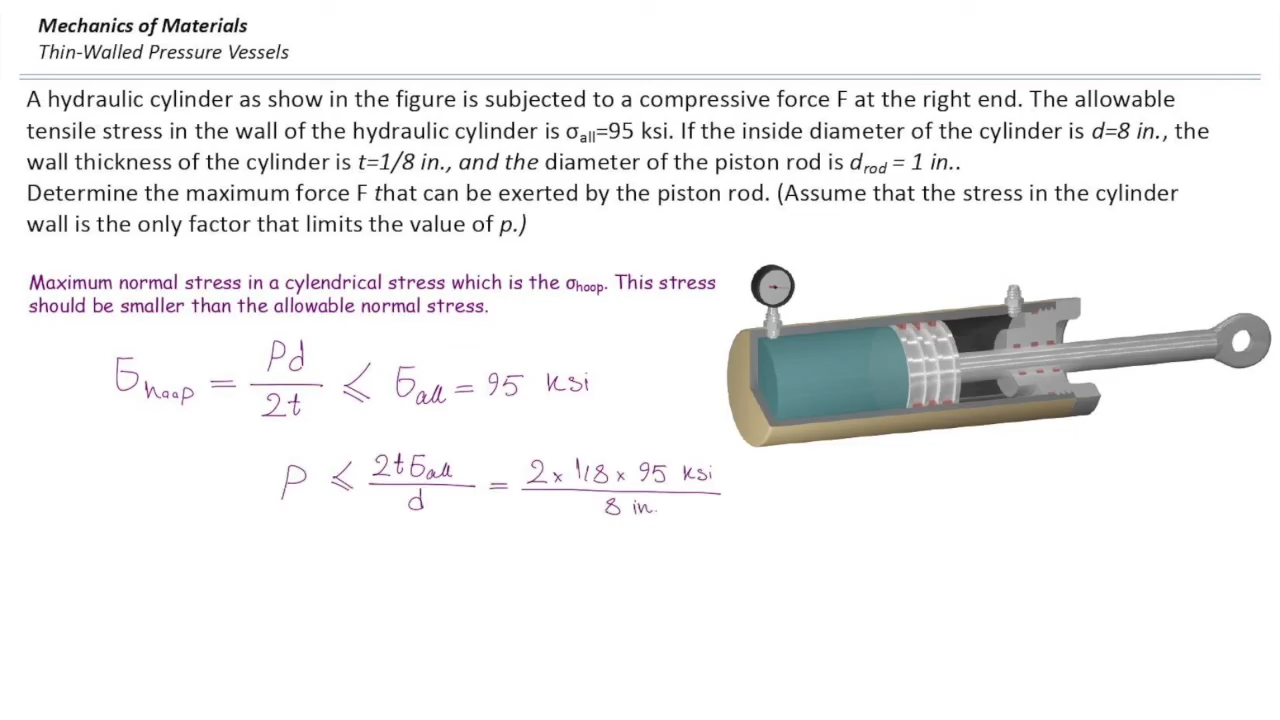 Mechanics of Materials
Thin-Walled Pressure Vessels
A hydraulic cylinder as show in the figure is subjected to a compressive force F at the right end. The allowable
tensile stress in the wall of the hydraulic cylinder is σall=95 ksi. If the inside diameter of the cylinder is d=8 in., the
wall thickness of the cylinder is t=1/8 in., and the diameter of the piston rod is drod = 1 in..
Determine the maximum force F that can be exerted by the piston rod. (Assume that the stress in the cylinder
wall is the only factor that limits the value of p.)
Maximum normal stress in a cylendrical stress which is the σhoop. This stress
should be smaller than the allowable normal stress.
σhoop = Pd / 2t ≤ σall = 95 ksi
P ≤ 2tσall / d = 2 × 1/8 × 95 ksi / 8 in.